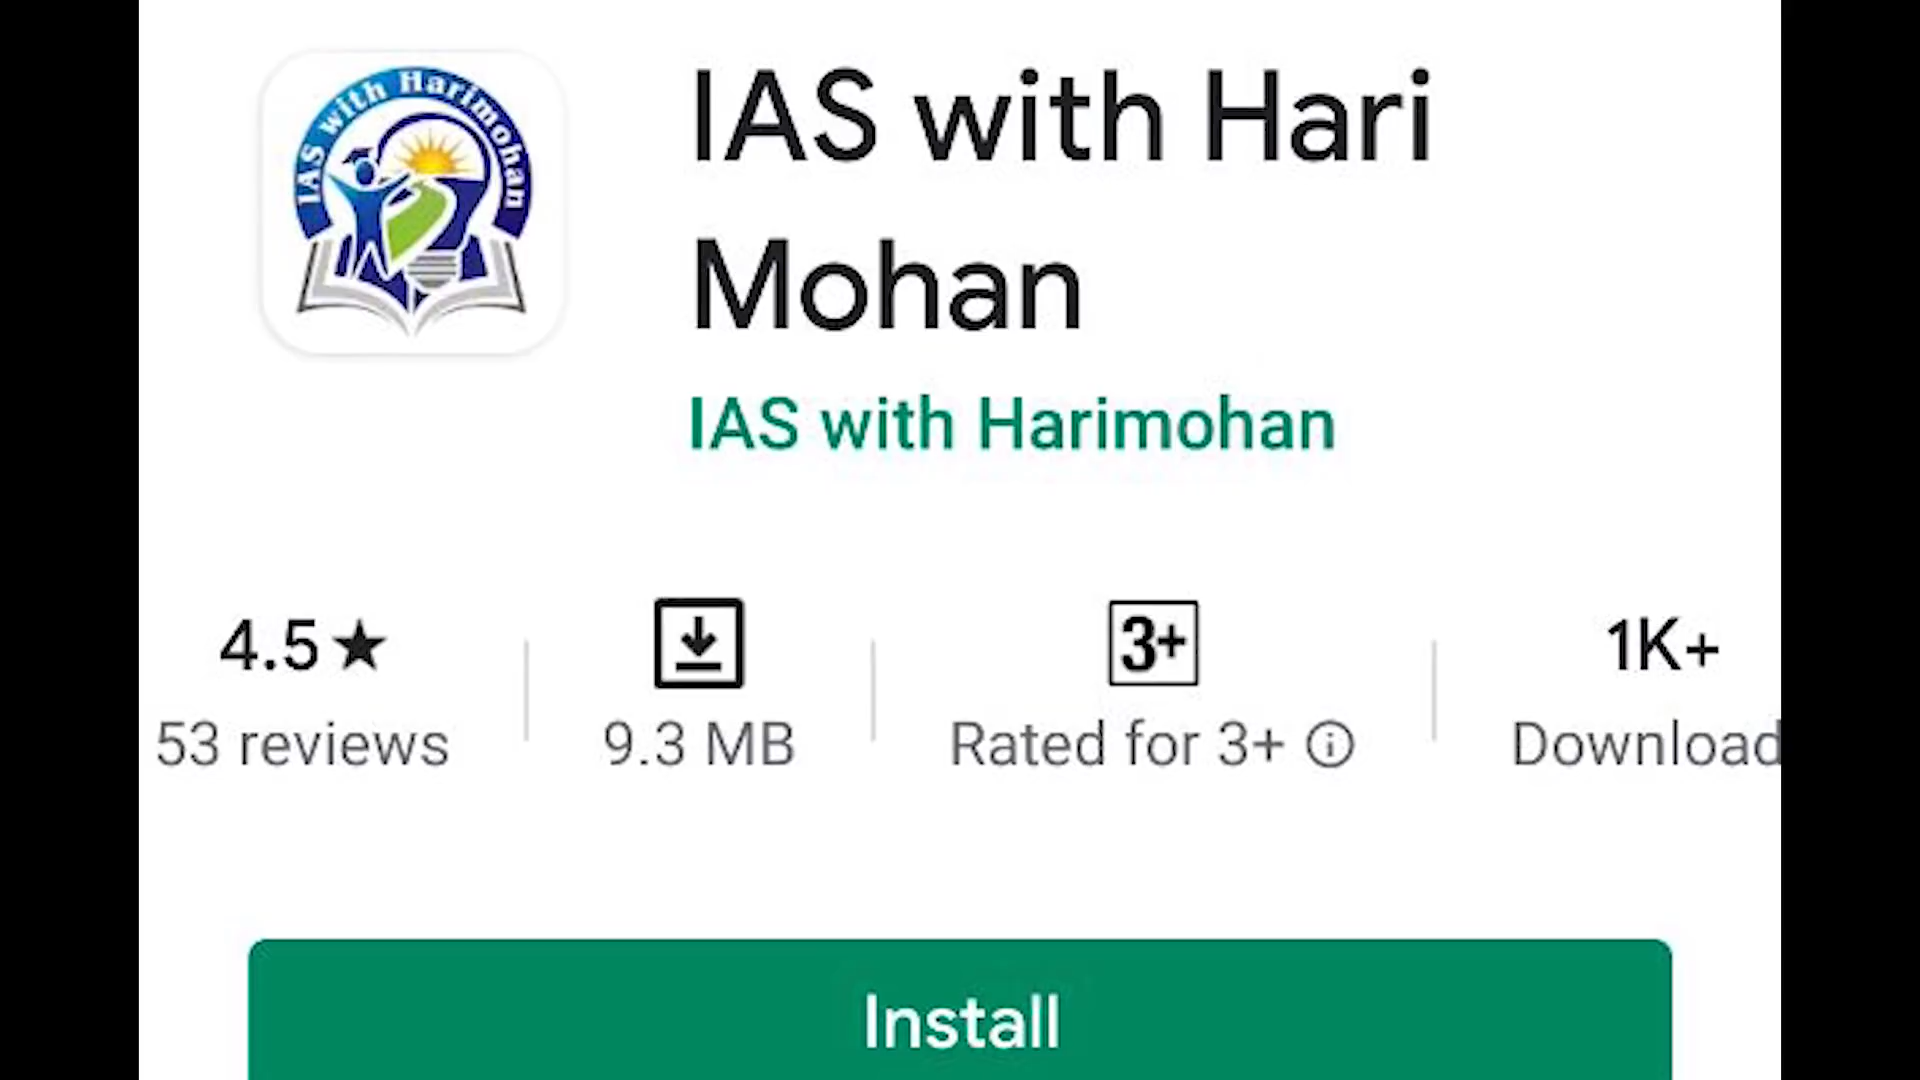 IAS with Harimohan
IAS with Hari
Mohan
IAS with Harimohan
4.5★
53 reviews
9.3 MB
3+
Rated for 3+
1K+
Download
Install